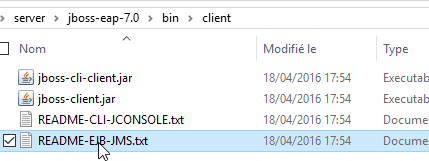 server > jboss-eap-7.0 > bin > client
Nom Modifié le Type
jboss-cli-client.jar 18/04/2016 17:54 Executa
jboss-client.jar 18/04/2016 17:54 Executa
README-CLI-JCONSOLE.txt 18/04/2016 17:54 Docume
README-EJB-JMS.txt 18/04/2016 17:54 Docume